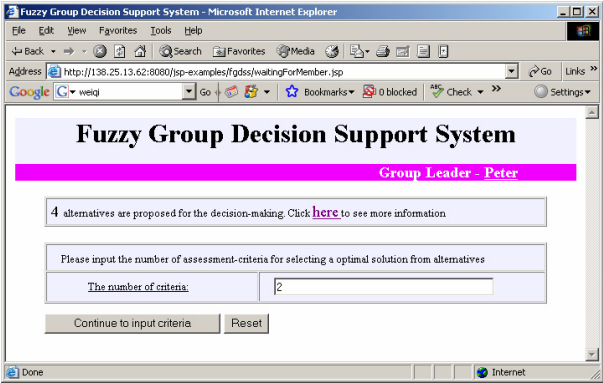 Fuzzy Group Decision Support System - Microsoft Internet Explorer
File Edit View Favorites Tools Help
Back Search Favorites Media
Address http://138.25.13.62:8080/jsp-examples/fgdss/waitingForMember.jsp Go Links »
Google G weiqi Go Bookmarks 0 blocked ABC Check » Settings
Fuzzy Group Decision Support System
Group Leader - Peter
4 alternatives are proposed for the decision-making. Click here to see more information
Please input the number of assessment-criteria for selecting a optimal solution from alternatives
The number of criteria: 2
Continue to input criteria Reset
Done Internet